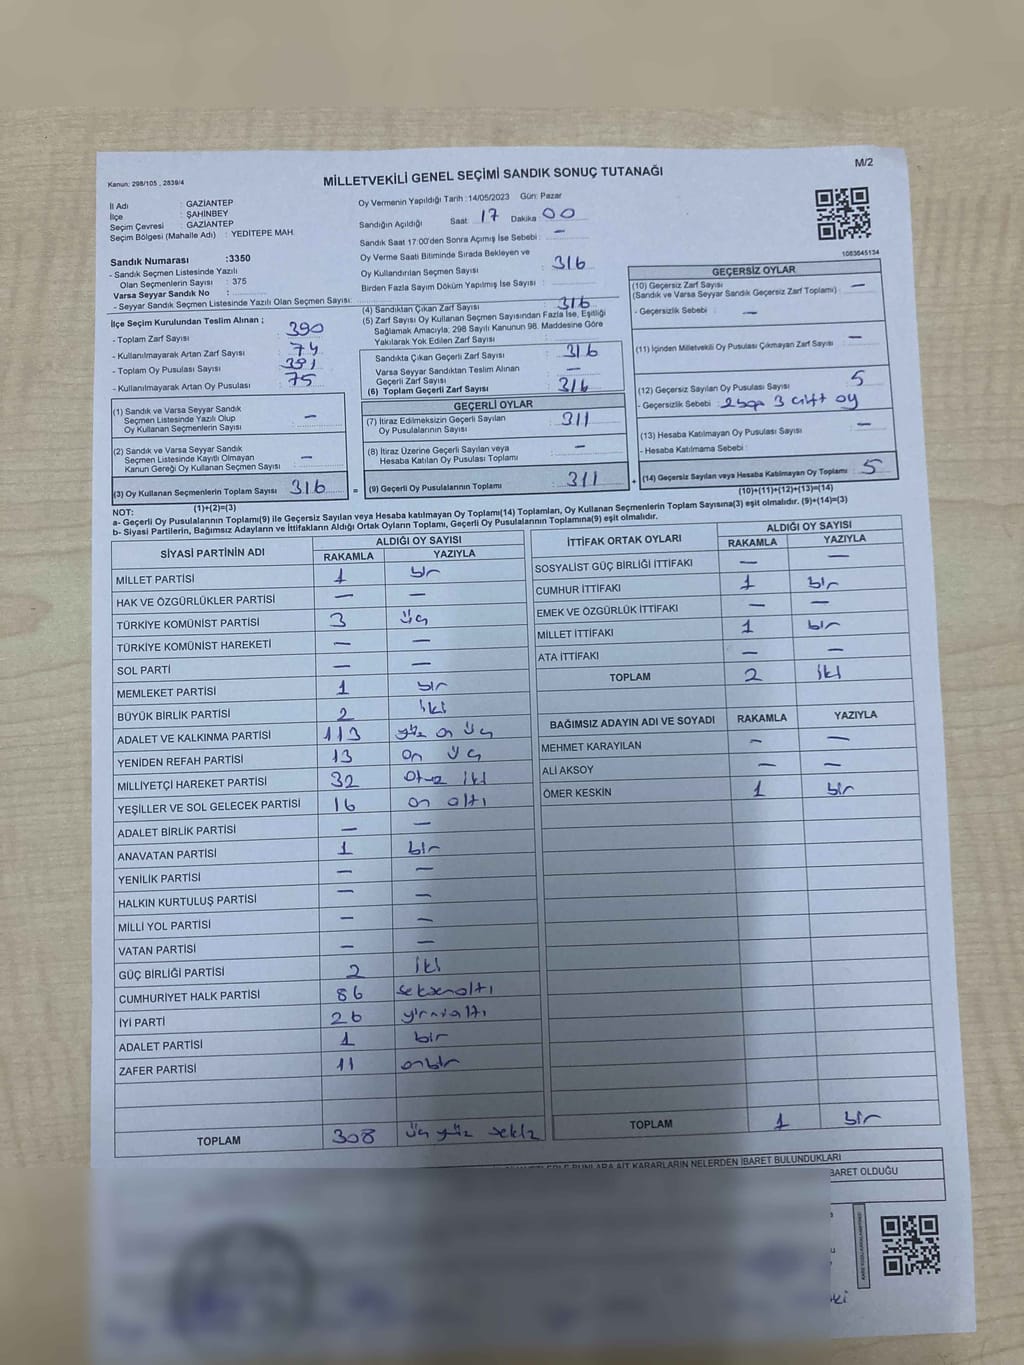 M/2
Kanun: 298/105 , 2839/4
MİLLETVEKİLİ GENEL SEÇİMİ SANDIK SONUÇ TUTANAĞI
İl Adı : GAZİANTEP
İlçe : ŞAHİNBEY
Seçim Çevresi : GAZİANTEP
Seçim Bölgesi (Mahalle Adı) : YEDİTEPE MAH.
Sandık Numarası :3350
- Sandık Seçmen Listesinde Yazılı
Olan Seçmenlerin Sayısı : 375
Varsa Seyyar Sandık No :
- Seyyar Sandık Seçmen Listesinde Yazılı Olan Seçmen Sayısı:
Oy Vermenin Yapıldığı Tarih :14/05/2023 Gün: Pazar
Sandığın Açıldığı Saat 17 Dakika 00
Sandık Saat 17:00'den Sonra Açımış İse Sebebi : —
Oy Verme Saati Bitiminde Sırada Bekleyen ve
Oy Kullandırılan Seçmen Sayısı : 316
Birden Fazla Sayım Döküm Yapılmış İse Sayısı :
1063645134
İlçe Seçim Kurulundan Teslim Alınan ;
- Toplam Zarf Sayısı : 390
- Kullanılmayarak Artan Zarf Sayısı : 74
- Toplam Oy Pusulası Sayısı : 391
- Kullanılmayarak Artan Oy Pusulası : 75
(4) Sandıktan Çıkan Zarf Sayısı : 316
(5) Zarf Sayısı Oy Kullanan Seçmen Sayısından Fazla İse, Eşitliği
Sağlamak Amacıyla; 298 Sayılı Kanunun 98. Maddesine Göre
Yakılarak Yok Edilen Zarf Sayısı :
Sandıkta Çıkan Geçerli Zarf Sayısı : 316
Varsa Seyyar Sandıktan Teslim Alınan
Geçerli Zarf Sayısı : —
(6) Toplam Geçerli Zarf Sayısı : 316
GEÇERSİZ OYLAR
(10) Geçersiz Zarf Sayısı
(Sandık ve Varsa Seyyar Sandık Geçersiz Zarf Toplamı) : —
- Geçersizlik Sebebi : —
(11) İçinden Milletvekili Oy Pusulası Çıkmayan Zarf Sayısı : —
(12) Geçersiz Sayılan Oy Pusulası Sayısı : 5
- Geçersizlik Sebebi : 2 boş 3 çift oy
(13) Hesaba Katılmayan Oy Pusulası Sayısı : —
- Hesaba Katılmama Sebebi :
(14) Geçersiz Sayılan veya Hesaba Katılmayan Oy Toplamı : 5
(10)+(11)+(12)+(13)=(14)
(1) Sandık ve Varsa Seyyar Sandık
Seçmen Listesinde Yazılı Olup
Oy Kullanan Seçmenlerin Sayısı : —
(2) Sandık ve Varsa Seyyar Sandık
Seçmen Listesinde Kayıtlı Olmayan
Kanun Gereği Oy Kullanan Seçmen Sayısı : —
(3) Oy Kullanan Seçmenlerin Toplam Sayısı 316
(1)+(2)=(3)
GEÇERLİ OYLAR
(7) İtiraz Edilmeksizin Geçerli Sayılan
Oy Pusulalarının Sayısı : 311
(8) İtiraz Üzerine Geçerli Sayılan veya
Hesaba Katılan Oy Pusulası Toplamı : —
= (9) Geçerli Oy Pusulalarının Toplamı : 311 +
NOT:
a- Geçerli Oy Pusulalarının Toplamı(9) ile Geçersiz Sayılan veya Hesaba katılmayan Oy Toplamı(14) Toplamları, Oy Kullanan Seçmenlerin Toplam Sayısına(3) eşit olmalıdır. (9)+(14)=(3)
b- Siyasi Partilerin, Bağımsız Adayların ve İttifakların Aldığı Ortak Oyların Toplamı, Geçerli Oy Pusulalarının Toplamına(9) eşit olmalıdır.
SİYASİ PARTİNİN ADI ALDIĞI OY SAYISI
RAKAMLA YAZIYLA
MİLLET PARTİSİ 1 bir
HAK VE ÖZGÜRLÜKLER PARTİSİ — —
TÜRKİYE KOMÜNİST PARTİSİ 3 üç
TÜRKİYE KOMÜNİST HAREKETİ — —
SOL PARTİ — —
MEMLEKET PARTİSİ 1 bir
BÜYÜK BİRLİK PARTİSİ 2 iki
ADALET VE KALKINMA PARTİSİ 113 yüz on üç
YENİDEN REFAH PARTİSİ 13 on üç
MİLLİYETÇİ HAREKET PARTİSİ 32 otuz iki
YEŞİLLER VE SOL GELECEK PARTİSİ 16 on altı
ADALET BİRLİK PARTİSİ — —
ANAVATAN PARTİSİ 1 bir
YENİLİK PARTİSİ — —
HALKIN KURTULUŞ PARTİSİ — —
MİLLİ YOL PARTİSİ — —
VATAN PARTİSİ — —
GÜÇ BİRLİĞİ PARTİSİ 2 iki
CUMHURİYET HALK PARTİSİ 86 seksenaltı
İYİ PARTİ 26 yirmialtı
ADALET PARTİSİ 1 bir
ZAFER PARTİSİ 11 onbir
TOPLAM 308 üç yüz sekiz
İTTİFAK ORTAK OYLARI ALDIĞI OY SAYISI
RAKAMLA YAZIYLA
SOSYALİST GÜÇ BİRLİĞİ İTTİFAKI — —
CUMHUR İTTİFAKI 1 bir
EMEK VE ÖZGÜRLÜK İTTİFAKI — —
MİLLET İTTİFAKI 1 bir
ATA İTTİFAKI — —
TOPLAM 2 iki
BAĞIMSIZ ADAYIN ADI VE SOYADI RAKAMLA YAZIYLA
MEHMET KARAYILAN — —
ALİ AKSOY — —
ÖMER KESKİN 1 bir
TOPLAM 1 bir
BUNLARA AİT KARARLARIN NELERDEN İBARET BULUNDUKLARI
BARET OLDUĞU